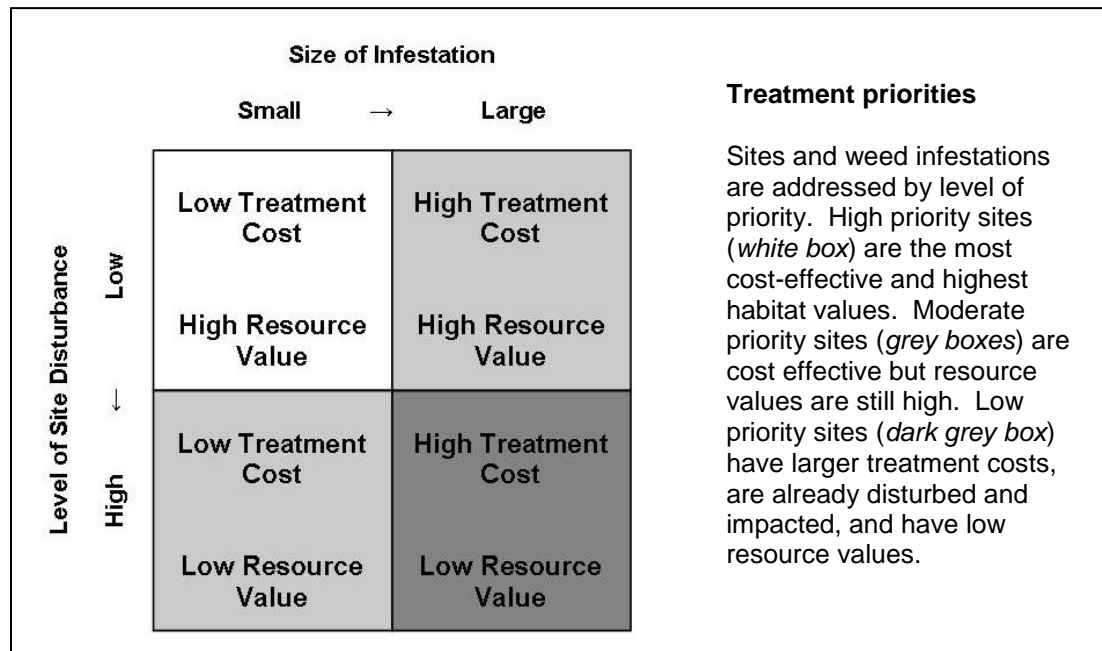 Size of Infestation
Small → Large
Level of Site Disturbance
Low
→
High
Low Treatment
Cost
High Resource
Value
High Treatment
Cost
High Resource
Value
Low Treatment
Cost
Low Resource
Value
High Treatment
Cost
Low Resource
Value
Treatment priorities
Sites and weed infestations
are addressed by level of
priority.  High priority sites
(white box) are the most
cost-effective and highest
habitat values.  Moderate
priority sites (grey boxes) are
cost effective but resource
values are still high.  Low
priority sites (dark grey box)
have larger treatment costs,
are already disturbed and
impacted, and have low
resource values.